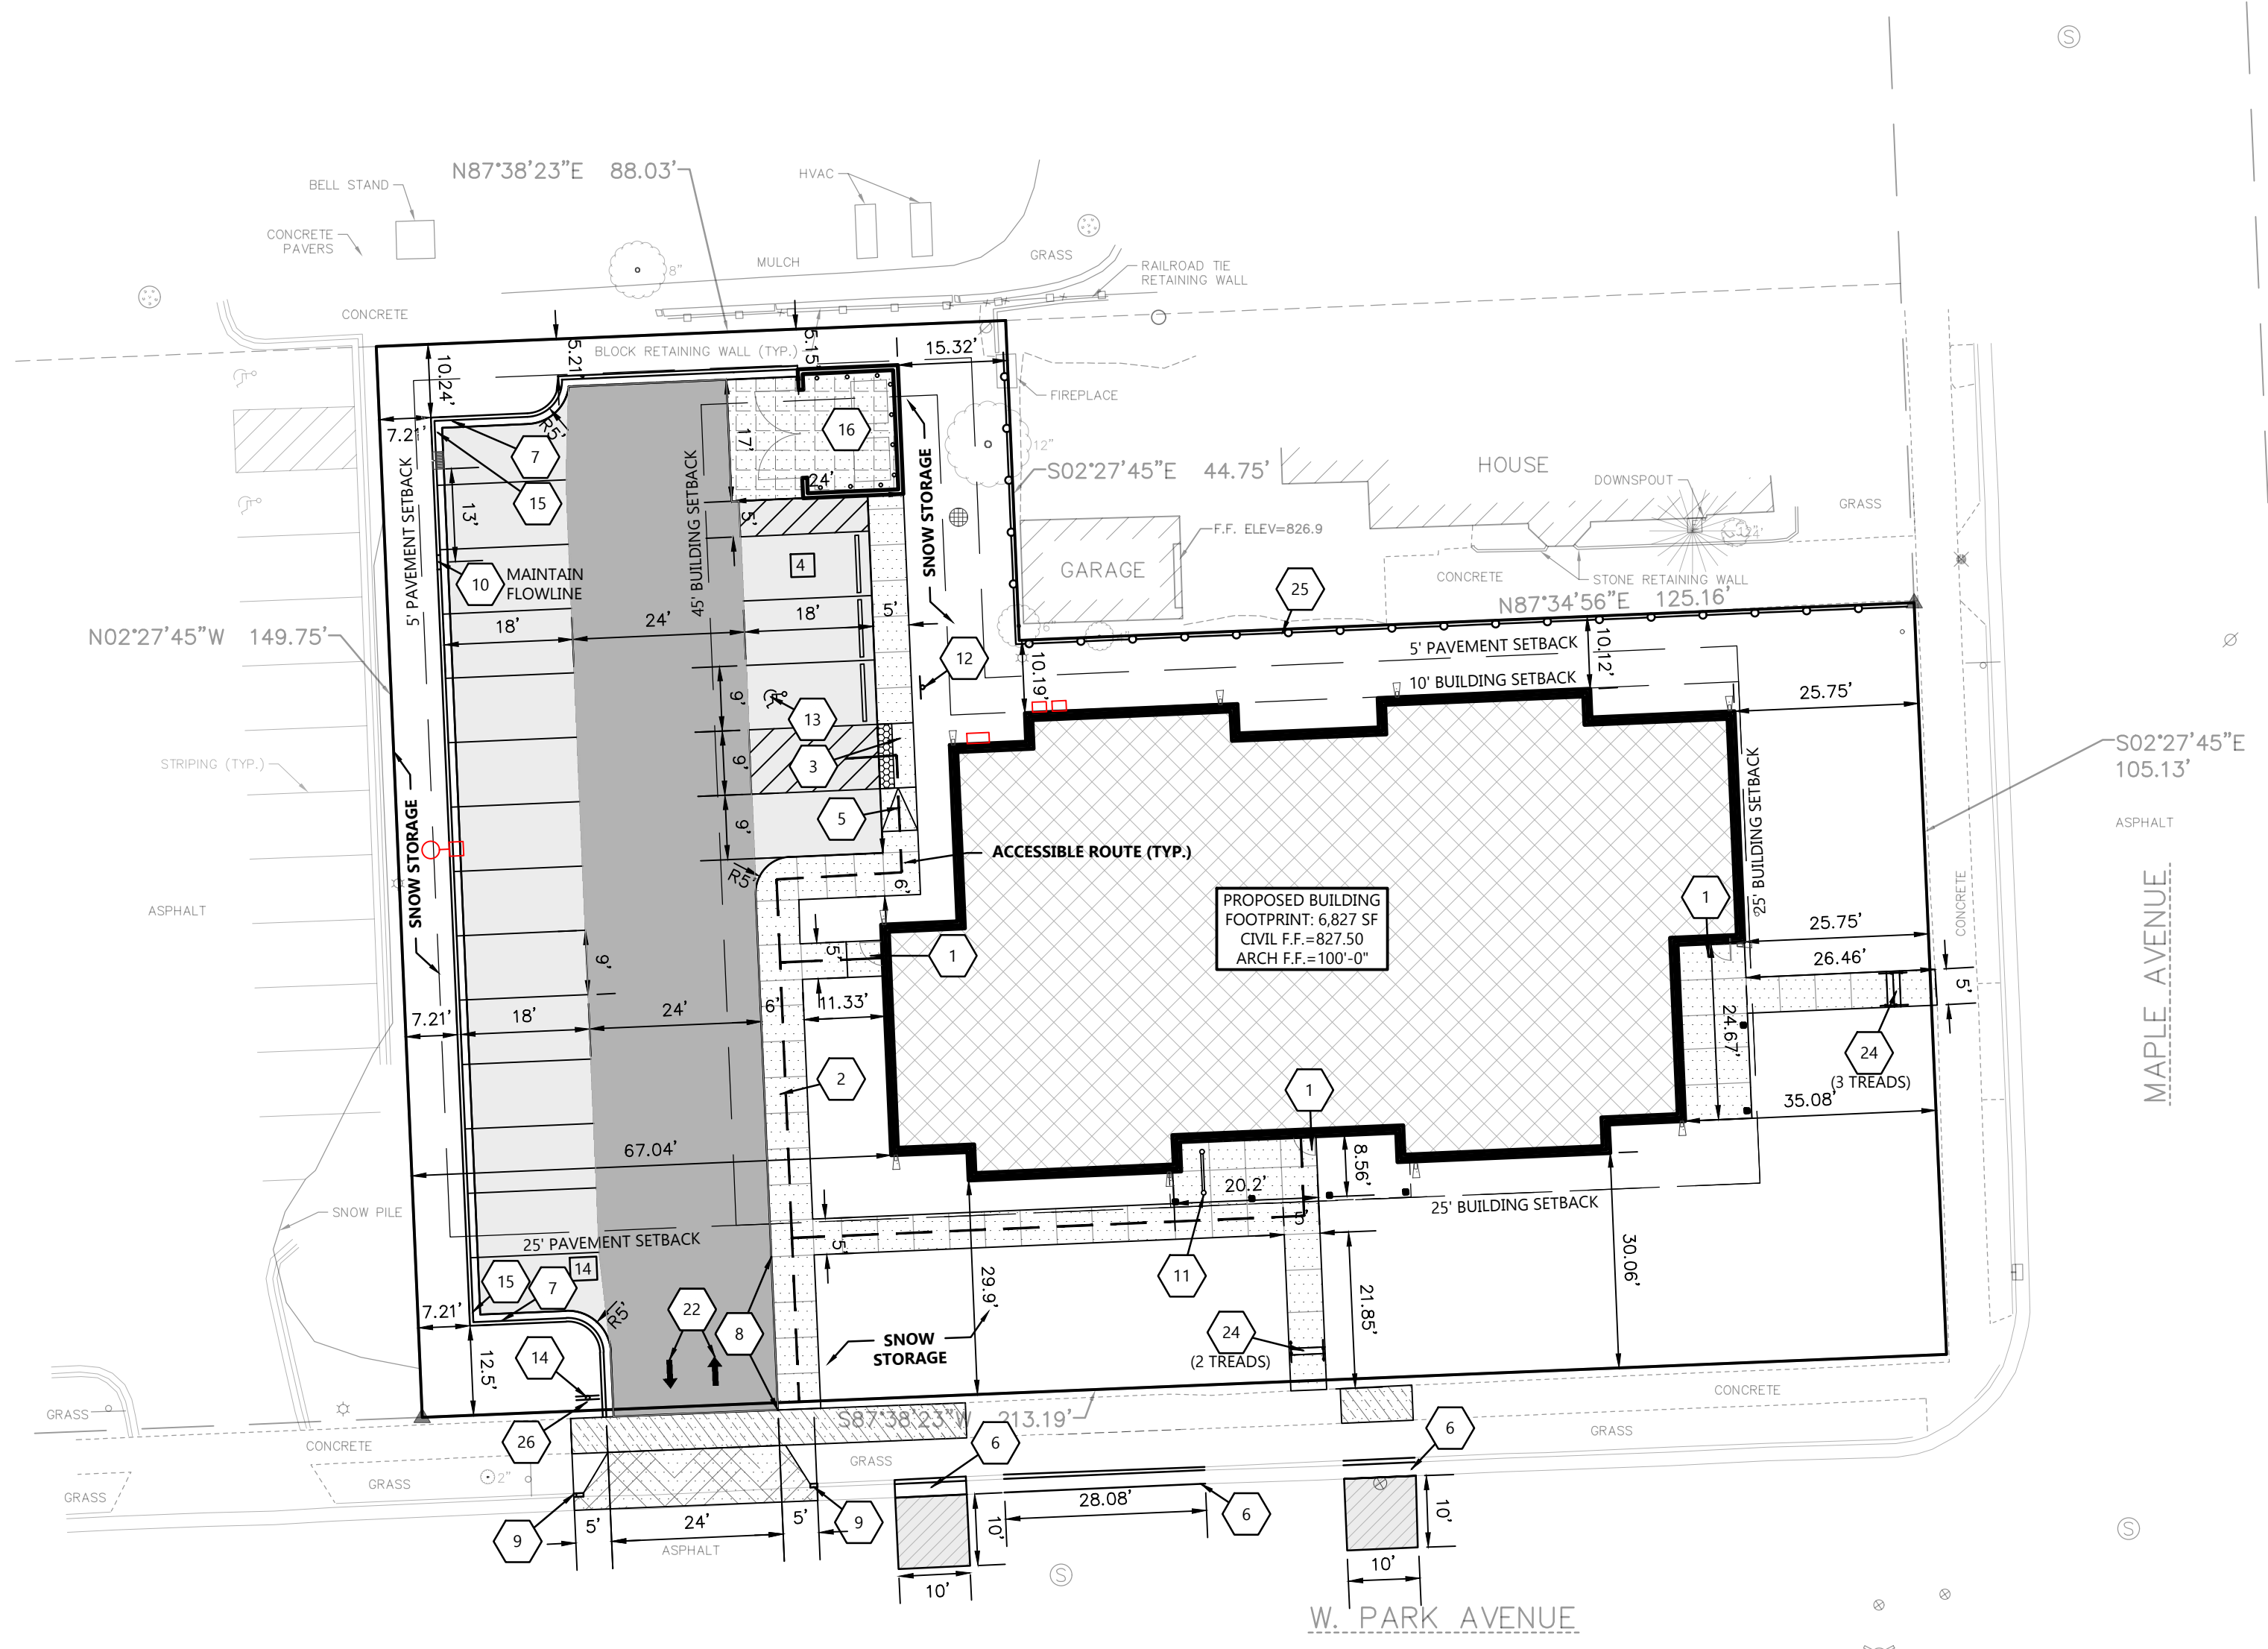 S
N87°38'23"E 88.03'
BELL STAND
HVAC
CONCRETE
PAVERS
MULCH
GRASS
8"
RAILROAD TIE
RETAINING WALL
CONCRETE
BLOCK RETAINING WALL (TYP.)
5.21'
5.15'
15.32'
10.24'
FIREPLACE
7.21'
R5'
7
16
12"
17'
24'
S02°27'45"E 44.75'
HOUSE
DOWNSPOUT
GRASS
15
13'
5'
SNOW STORAGE
F.F. ELEV=826.9
5' PAVEMENT SETBACK
45' BUILDING SETBACK
4
GARAGE
CONCRETE
STONE RETAINING WALL
10
MAINTAIN
FLOWLINE
25
N87°34'56"E 125.16'
18'
24'
18'
5'
N02°27'45"W 149.75'
12
10.19'
5' PAVEMENT SETBACK
10' BUILDING SETBACK
10.12'
25.75'
9'
13
S02°27'45"E
105.13'
STRIPING (TYP.)
9'
3
25' BUILDING SETBACK
SNOW STORAGE
9'
5
ASPHALT
ACCESSIBLE ROUTE (TYP.)
R5'
6'
ASPHALT
PROPOSED BUILDING
FOOTPRINT: 6,827 SF
CIVIL F.F.=827.50
ARCH F.F.=100'-0"
1
CONCRETE
MAPLE AVENUE
25.75'
26.46'
9'
5'
1
5'
18'
24'
6'
11.33'
7.21'
24.67'
24
(3 TREADS)
2
1
35.08'
67.04'
8.56'
20.2'
SNOW PILE
25' BUILDING SETBACK
5'
5'
25' PAVEMENT SETBACK
14
15
7
11
29.9'
21.85'
30.06'
7.21'
R5'
22
8
SNOW
STORAGE
24
(2 TREADS)
12.5'
14
CONCRETE
GRASS
S87°38'23"W 213.19'
26
CONCRETE
6
6
GRASS
GRASS
GRASS
2"
GRASS
28.08'
10'
10'
9
5'
24'
5'
9
6
ASPHALT
10'
10'
S
S
W. PARK AVENUE